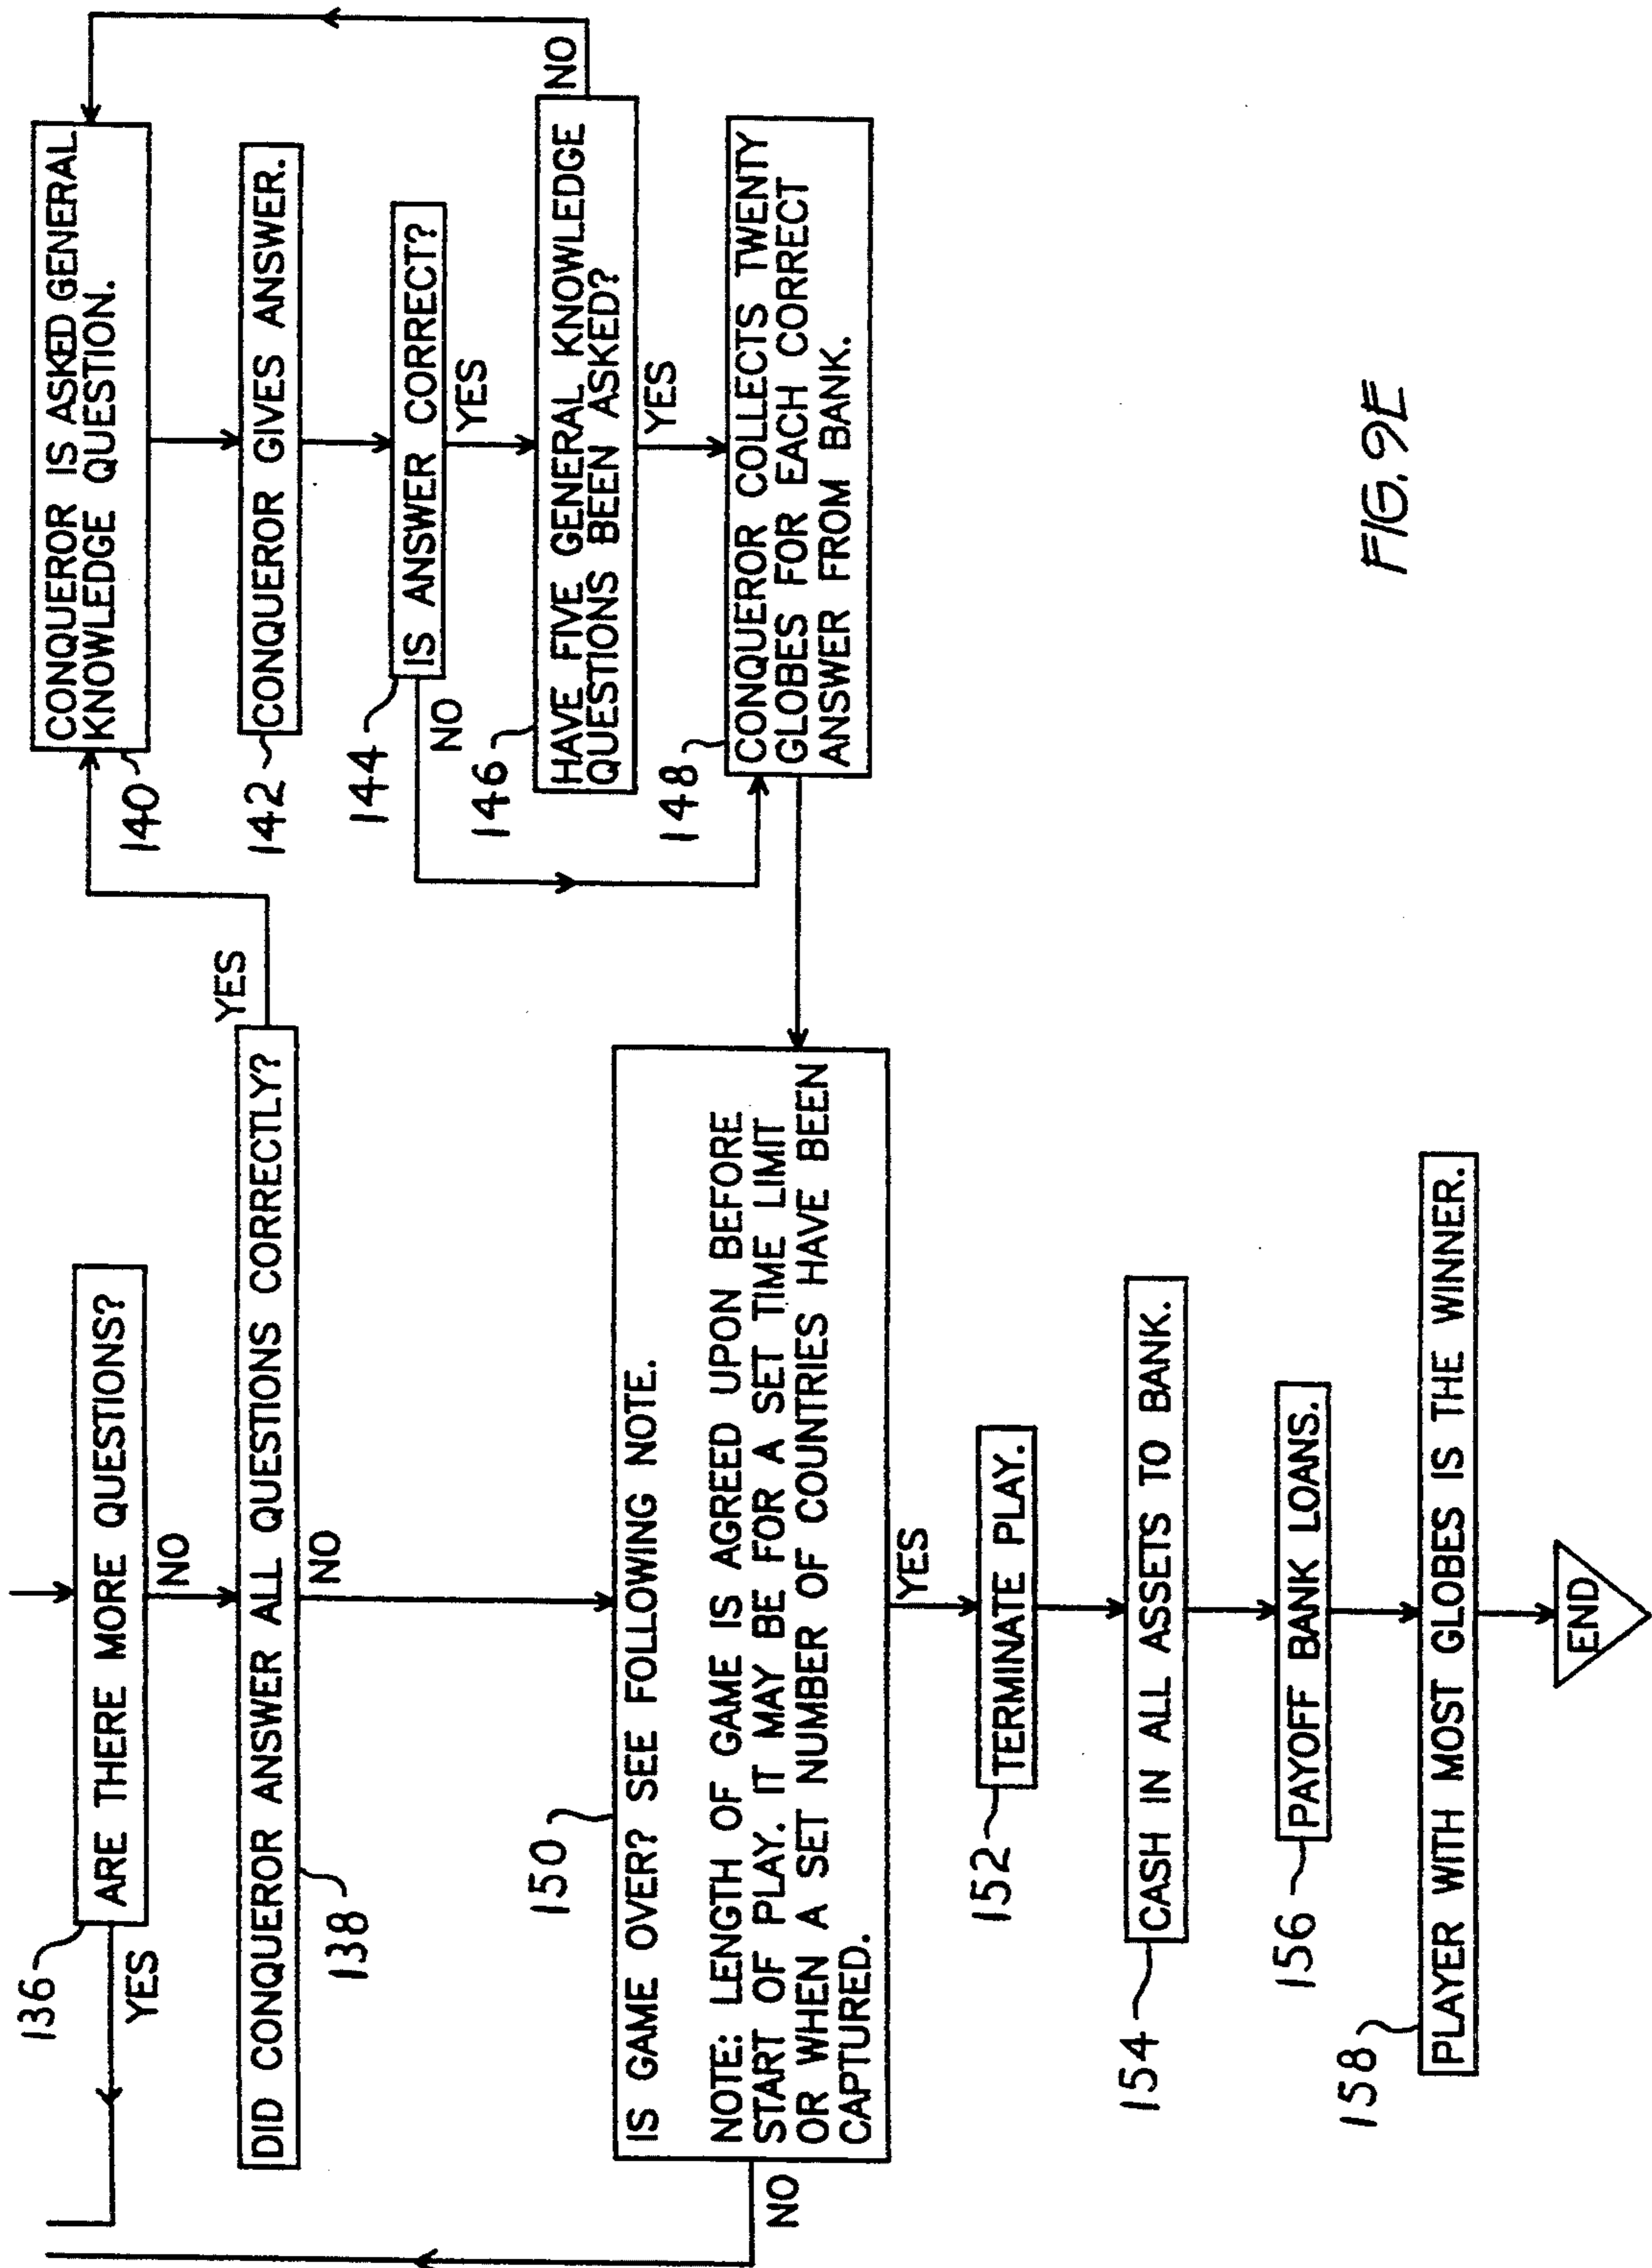 136
ARE THERE MORE QUESTIONS?
YES
NO
DID CONQUEROR ANSWER ALL QUESTIONS CORRECTLY?
138
YES
NO
CONQUEROR IS ASKED GENERAL
KNOWLEDGE QUESTION.
140
CONQUEROR GIVES ANSWER.
142
144
IS ANSWER CORRECT?
NO
YES
146
HAVE FIVE GENERAL KNOWLEDGE
QUESTIONS BEEN ASKED?
NO
YES
148
CONQUEROR COLLECTS TWENTY
GLOBES FOR EACH CORRECT
ANSWER FROM BANK.
150
IS GAME OVER? SEE FOLLOWING NOTE.
NOTE: LENGTH OF GAME IS AGREED UPON BEFORE
START OF PLAY. IT MAY BE FOR A SET TIME LIMIT
OR WHEN A SET NUMBER OF COUNTRIES HAVE BEEN
CAPTURED.
NO
YES
152
TERMINATE PLAY.
154
CASH IN ALL ASSETS TO BANK.
156
PAYOFF BANK LOANS.
158
PLAYER WITH MOST GLOBES IS THE WINNER.
END
FIG. 9E